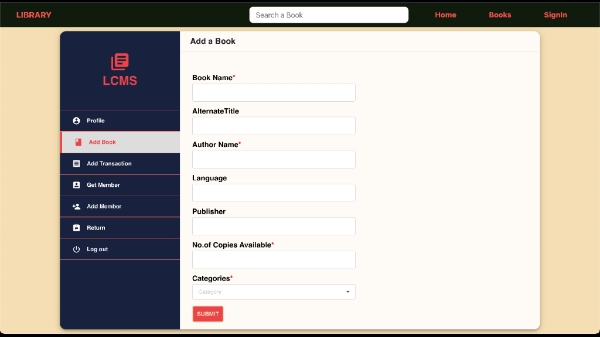 LIBRARY
Search a Book
Home
Books
SignIn
LCMS
Profile
Add Book
Add Transaction
Get Member
Add Member
Return
Log out
Add a Book
Book Name*
AlternateTitle
Author Name*
Language
Publisher
No.of Copies Available*
Categories*
Category
SUBMIT